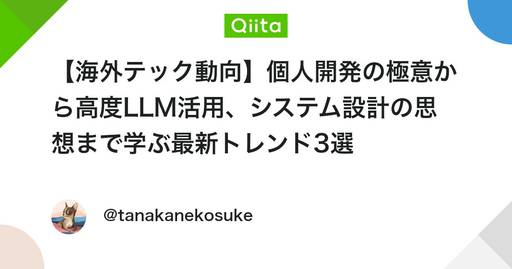 Qiita
【海外テック動向】個人開発の極意か
ら高度LLM活用、システム設計の思
想まで学ぶ最新トレンド3選
@tanakanekosuke